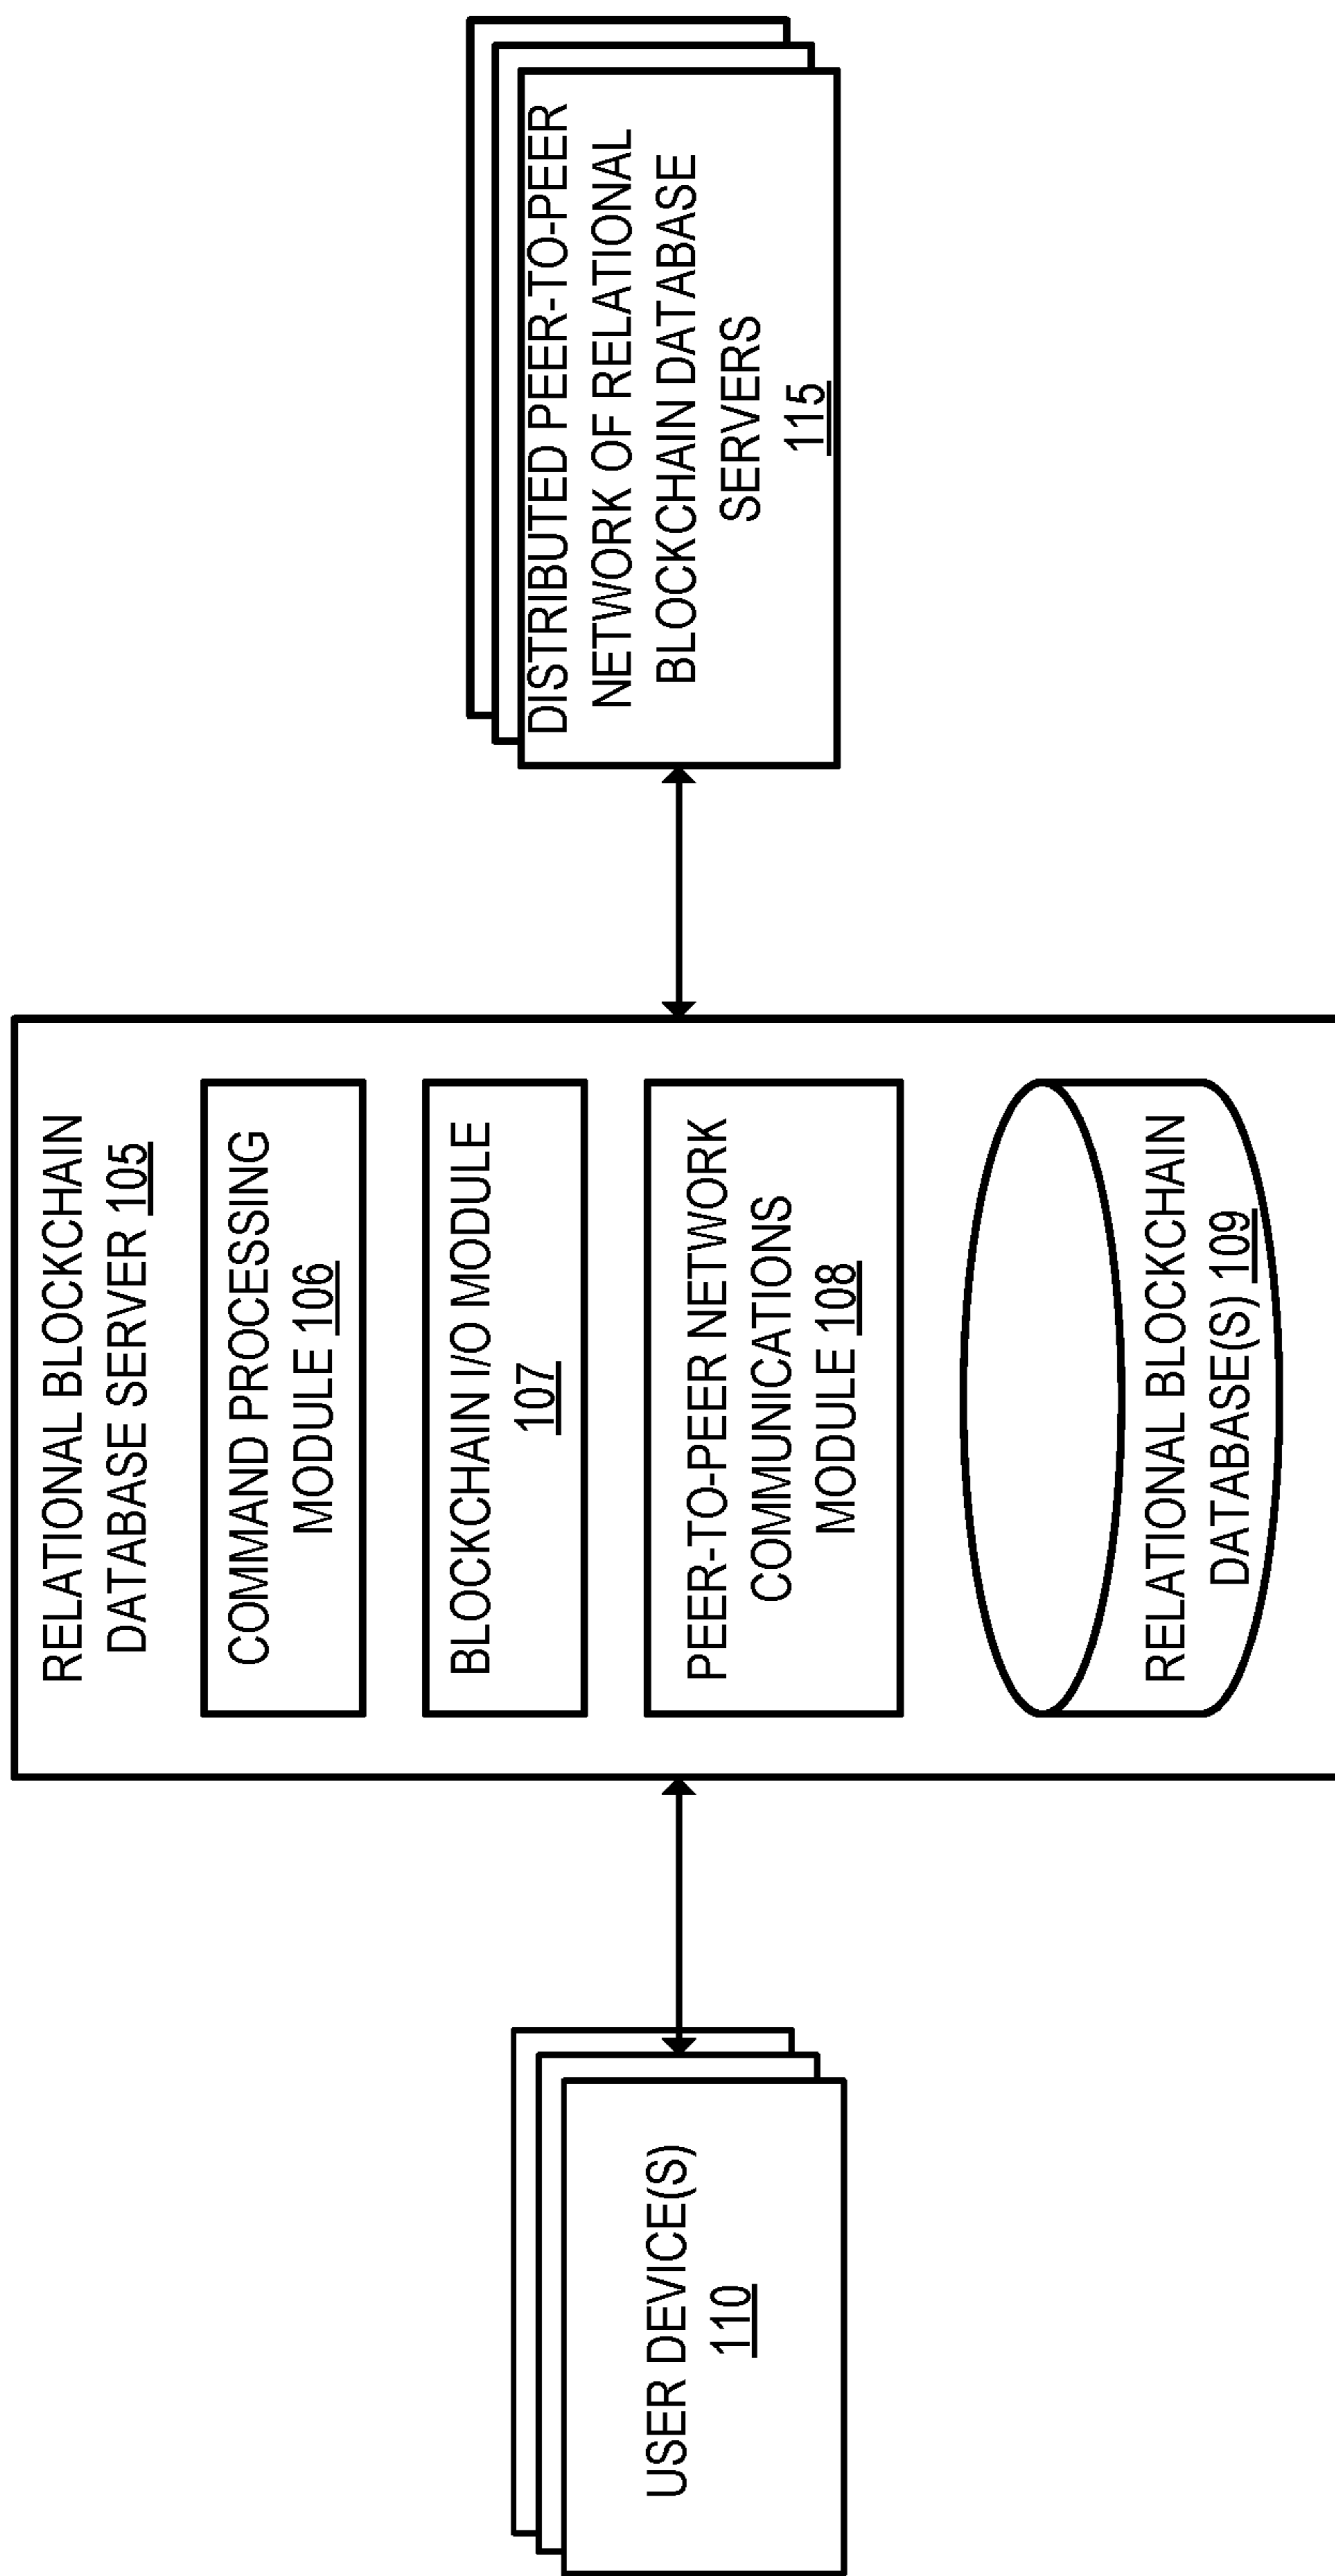 USER DEVICE(S)
110
RELATIONAL BLOCKCHAIN
DATABASE SERVER 105
COMMAND PROCESSING
MODULE 106
BLOCKCHAIN I/O MODULE
107
PEER-TO-PEER NETWORK
COMMUNICATIONS
MODULE 108
RELATIONAL BLOCKCHAIN
DATABASE(S) 109
DISTRIBUTED PEER-TO-PEER
NETWORK OF RELATIONAL
BLOCKCHAIN DATABASE
SERVERS
115